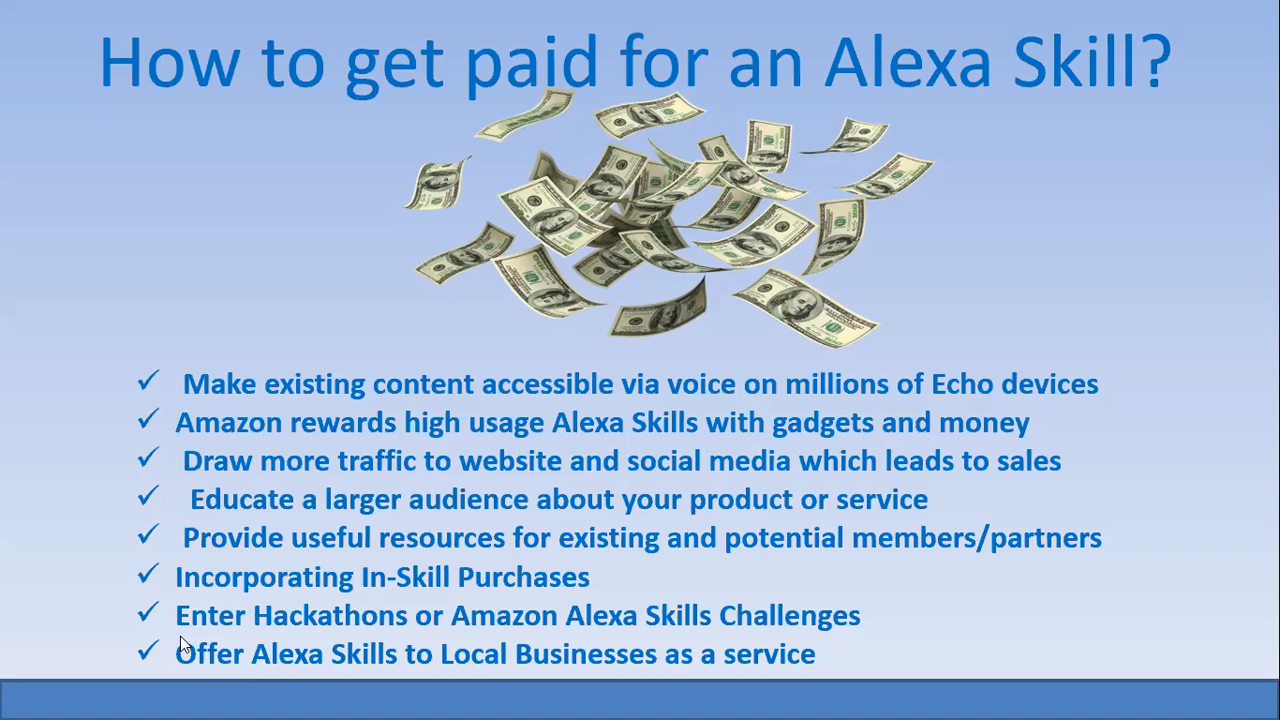 How to get paid for an Alexa Skill?
Make existing content accessible via voice on millions of Echo devices
Amazon rewards high usage Alexa Skills with gadgets and money
Draw more traffic to website and social media which leads to sales
Educate a larger audience about your product or service
Provide useful resources for existing and potential members/partners
Incorporating In-Skill Purchases
Enter Hackathons or Amazon Alexa Skills Challenges
Offer Alexa Skills to Local Businesses as a service